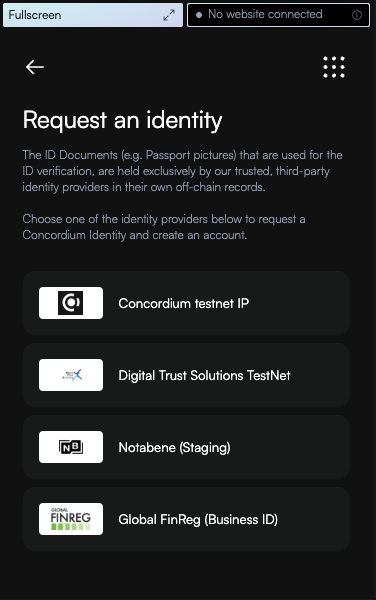 Fullscreen
No website connected
Request an identity
The ID Documents (e.g. Passport pictures) that are used for the
ID verification, are held exclusively by our trusted, third-party
identity providers in their own off-chain records.
Choose one of the identity providers below to request a
Concordium Identity and create an account.
Concordium testnet IP
Digital Trust Solutions TestNet
NB
Notabene (Staging)
GLOBAL
FINREG
Global FinReg (Business ID)